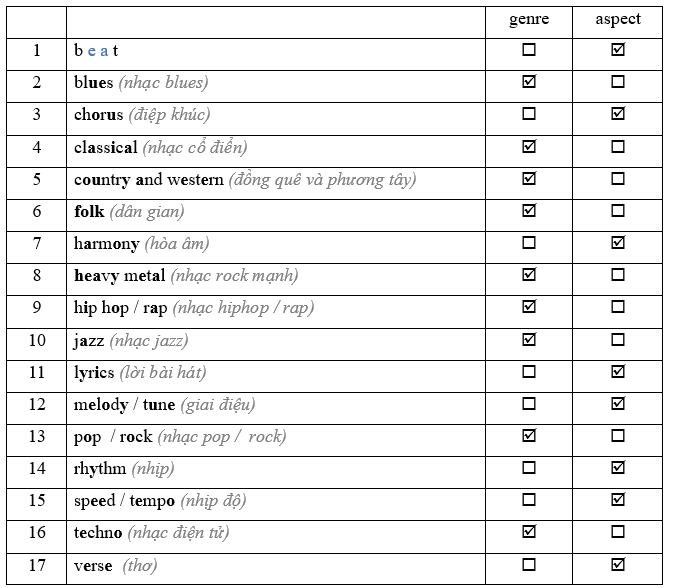 genre aspect
1 b e a t ☐ ☑
2 blues (nhạc blues) ☑ ☐
3 chorus (điệp khúc) ☐ ☑
4 classical (nhạc cổ điển) ☑ ☐
5 country and western (đồng quê và phương tây) ☑ ☐
6 folk (dân gian) ☑ ☐
7 harmony (hòa âm) ☐ ☑
8 heavy metal (nhạc rock mạnh) ☑ ☐
9 hip hop / rap (nhạc hiphop / rap) ☑ ☐
10 jazz (nhạc jazz) ☑ ☐
11 lyrics (lời bài hát) ☐ ☑
12 melody / tune (giai điệu) ☐ ☑
13 pop / rock (nhạc pop / rock) ☑ ☐
14 rhythm (nhịp) ☐ ☑
15 speed / tempo (nhịp độ) ☐ ☑
16 techno (nhạc điện tử) ☑ ☐
17 verse (thơ) ☐ ☑